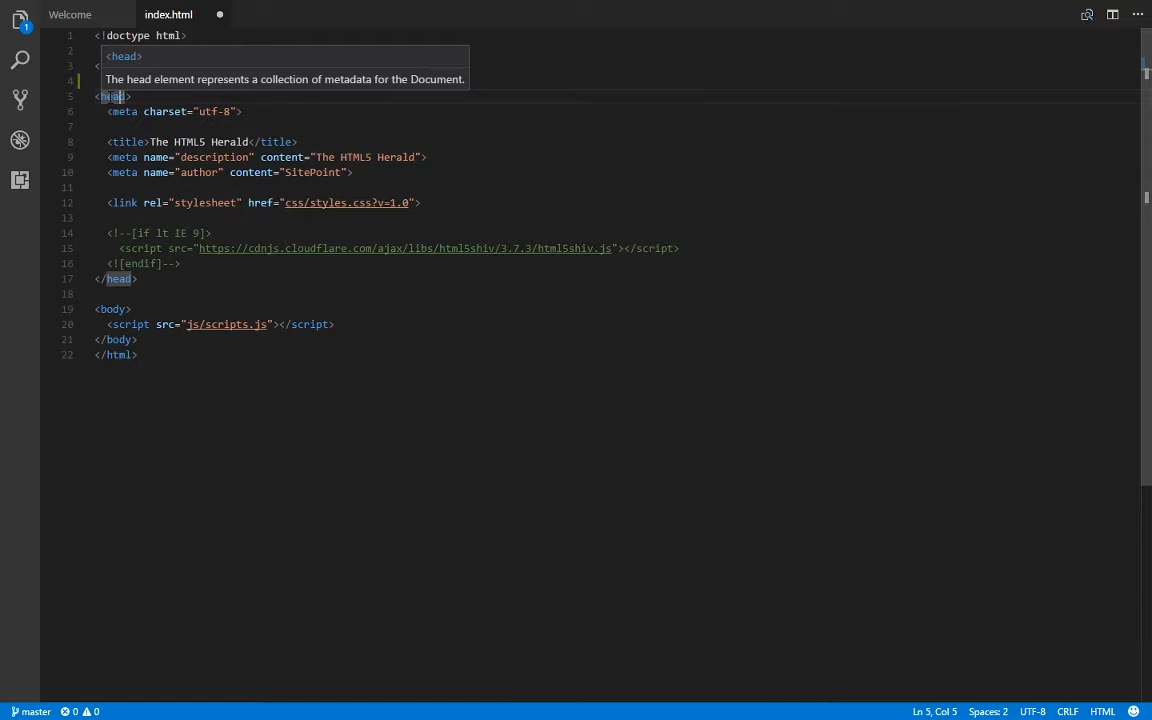 Welcome
index.html
1
1 <!doctype html>
2
<head>
3 <
The head element represents a collection of metadata for the Document.
4
5 <head>
6 <meta charset="utf-8">
7
8 <title>The HTML5 Herald</title>
9 <meta name="description" content="The HTML5 Herald">
10 <meta name="author" content="SitePoint">
11
12 <link rel="stylesheet" href="css/styles.css?v=1.0">
13
14 <!--[if lt IE 9]>
15 <script src="https://cdnjs.cloudflare.com/ajax/libs/html5shiv/3.7.3/html5shiv.js"></script>
16 <![endif]-->
17 </head>
18
19 <body>
20 <script src="js/scripts.js"></script>
21 </body>
22 </html>
master 0 0 Ln 5, Col 5 Spaces: 2 UTF-8 CRLF HTML